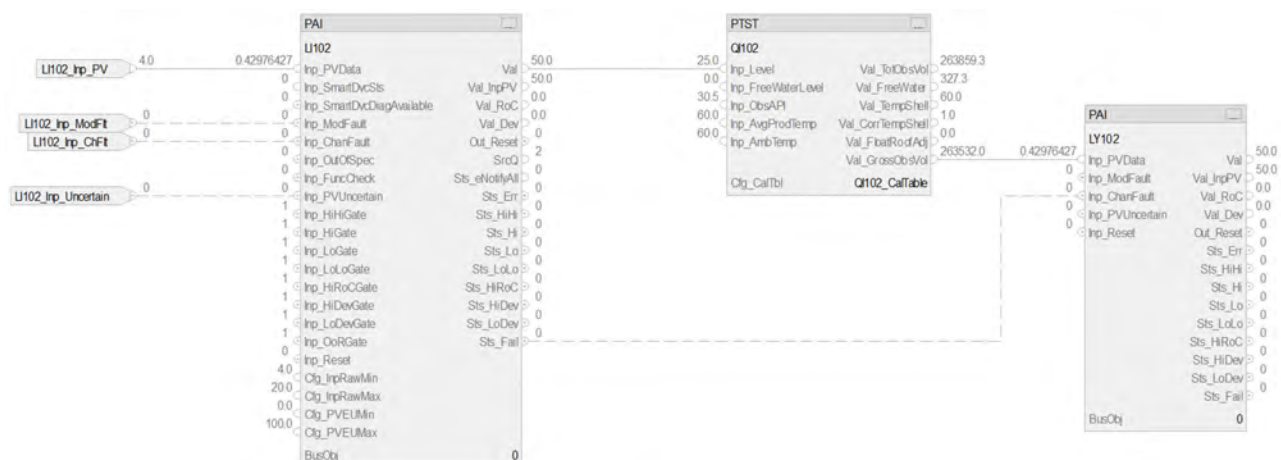 PAI
LI102
LI102_Inp_PV
4.0
0.42976427
Inp_PVData
Val
50.0
0
Inp_SmartDvcSts
Val_InpPV
50.0
0
Inp_SmartDvcDiagAvailable
Val_RoC
0.0
LI102_Inp_ModFlt
0
0
Inp_ModFault
Val_Dev
0.0
LI102_Inp_ChFlt
0
0
Inp_ChanFault
Out_Reset
0
0
Inp_OutOfSpec
SrcQ
2
0
Inp_FuncCheck
Sts_eNotifyAll
0
LI102_Inp_Uncertain
0
0
Inp_PVUncertain
Sts_Err
0
1
Inp_HiHiGate
Sts_HiHi
0
1
Inp_HiGate
Sts_Hi
0
1
Inp_LoGate
Sts_Lo
0
1
Inp_LoLoGate
Sts_LoLo
0
1
Inp_HiRoCGate
Sts_HiRoC
0
1
Inp_HiDevGate
Sts_HiDev
0
1
Inp_LoDevGate
Sts_LoDev
0
1
Inp_OoRGate
Sts_Fail
0
0
Inp_Reset
4.0
Cfg_InpRawMin
20.0
Cfg_InpRawMax
0.0
Cfg_PVEUMin
100.0
Cfg_PVEUMax
BusObj
0
PTST
QI102
25.0
Inp_Level
Val_TotObsVol
263859.3
0.0
Inp_FreeWaterLevel
Val_FreeWater
327.3
30.5
Inp_ObsAPI
Val_TempShell
60.0
60.0
Inp_AvgProdTemp
Val_CorrTempShell
1.0
60.0
Inp_AmbTemp
Val_FloatRoofAdj
0.0
Val_GrossObsVol
263532.0
Cfg_CalTbl
QI102_CalTable
PAI
LY102
0.42976427
Inp_PVData
Val
50.0
0
Inp_ModFault
Val_InpPV
50.0
0
Inp_ChanFault
Val_RoC
0.0
0
Inp_PVUncertain
Val_Dev
0.0
0
Inp_Reset
Out_Reset
0
Sts_Err
0
Sts_HiHi
0
Sts_Hi
0
Sts_Lo
0
Sts_LoLo
0
Sts_HiRoC
0
Sts_HiDev
0
Sts_LoDev
0
Sts_Fail
0
BusObj
0